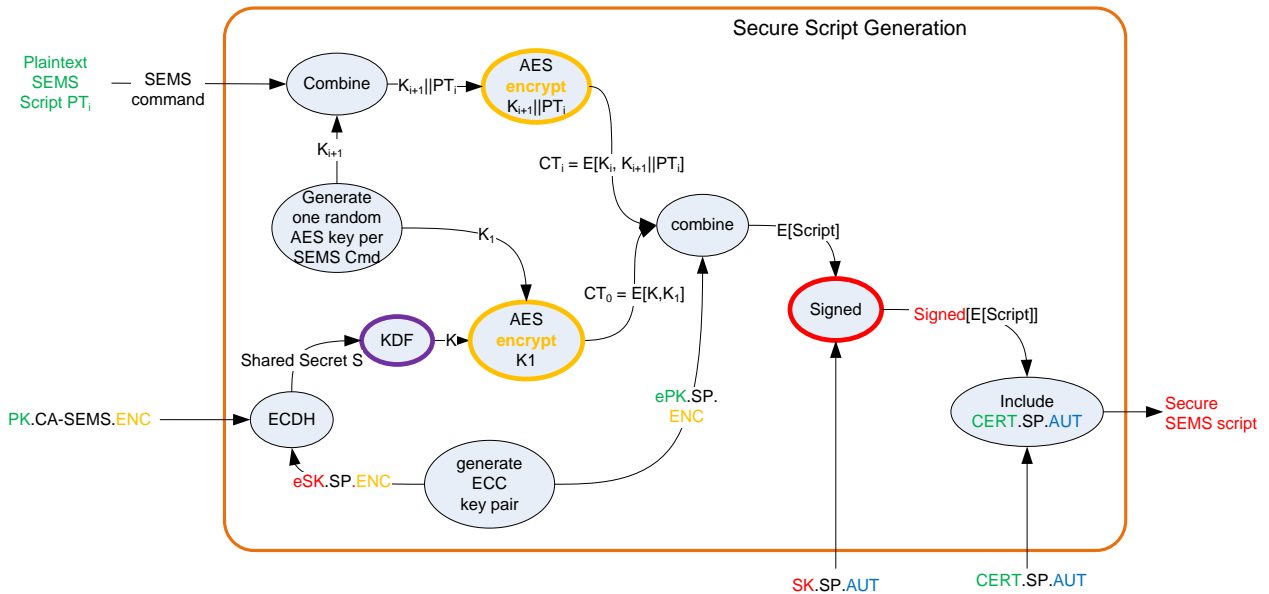 Secure Script Generation
Plaintext
SEMS
Script PTi
SEMS
command
Combine
Ki+1||PTi
AES
encrypt
Ki+1||PTi
Ki+1
CTi = E[Ki, Ki+1||PTi]
Generate
one random
AES key per
SEMS Cmd
K1
combine
E[Script]
CT0 = E[K,K1]
Signed
Signed[E[Script]]
KDF
K
AES
encrypt
K1
Shared Secret S
PK.CA-SEMS.ENC
ECDH
ePK.SP.
ENC
Include
CERT.SP.AUT
Secure
SEMS script
eSK.SP.ENC
generate
ECC
key pair
SK.SP.AUT
CERT.SP.AUT